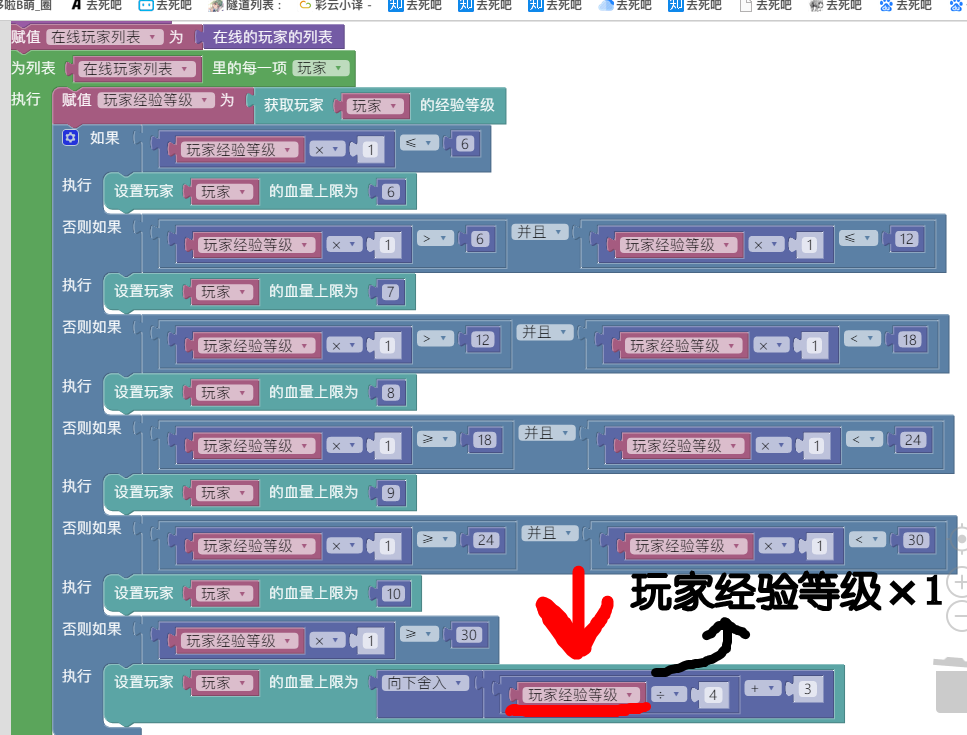 哆啦B萌_圈 去死吧 去死吧 隧道列表： 彩云小译 - 知 去死吧 知 去死吧 知 去死吧 去死吧 知 去死吧 去死吧 去死吧 去死吧
赋值 在线玩家列表 为 在线的玩家的列表
为列表 在线玩家列表 里的每一项 玩家
执行 赋值 玩家经验等级 为 获取玩家 玩家 的经验等级
如果 玩家经验等级 × 1 ≤ 6
执行 设置玩家 玩家 的血量上限为 6
否则如果 玩家经验等级 × 1 > 6 并且 玩家经验等级 × 1 ≤ 12
执行 设置玩家 玩家 的血量上限为 7
否则如果 玩家经验等级 × 1 > 12 并且 玩家经验等级 × 1 < 18
执行 设置玩家 玩家 的血量上限为 8
否则如果 玩家经验等级 × 1 ≥ 18 并且 玩家经验等级 × 1 < 24
执行 设置玩家 玩家 的血量上限为 9
否则如果 玩家经验等级 × 1 ≥ 24 并且 玩家经验等级 × 1 < 30
执行 设置玩家 玩家 的血量上限为 10
玩家经验等级×1
否则如果 玩家经验等级 × 1 ≥ 30
执行 设置玩家 玩家 的血量上限为 向下舍入 玩家经验等级 ÷ 4 + 3